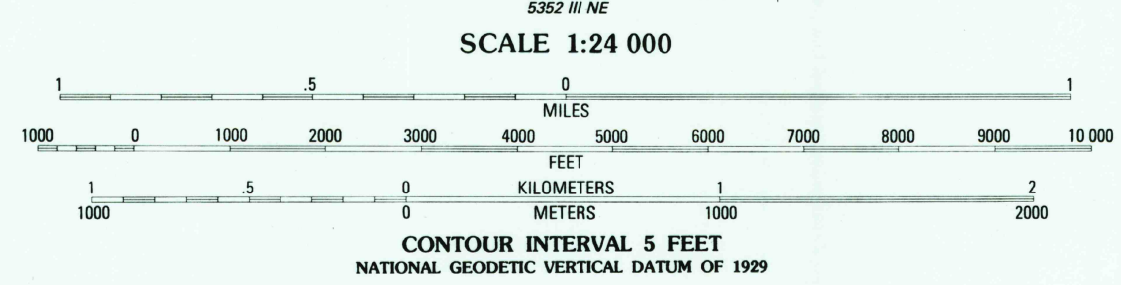 5352 III NE
SCALE 1:24 000
1 .5 0 1
MILES
1000 0 1000 2000 3000 4000 5000 6000 7000 8000 9000 10 000
FEET
1 .5 0 KILOMETERS 1 2
1000 0 METERS 1000 2000
CONTOUR INTERVAL 5 FEET
NATIONAL GEODETIC VERTICAL DATUM OF 1929